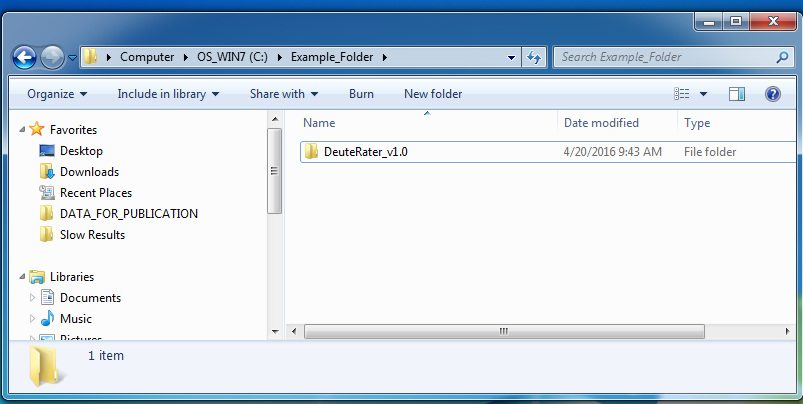 Computer OS_WIN7 (C:) Example_Folder
Search Example_Folder
Organize Include in library Share with Burn New folder
Favorites
Desktop
Downloads
Recent Places
DATA_FOR_PUBLICATION
Slow Results
Libraries
Documents
Music
Pictures
Name Date modified Type
DeuteRater_v1.0 4/20/2016 9:43 AM File folder
1 item